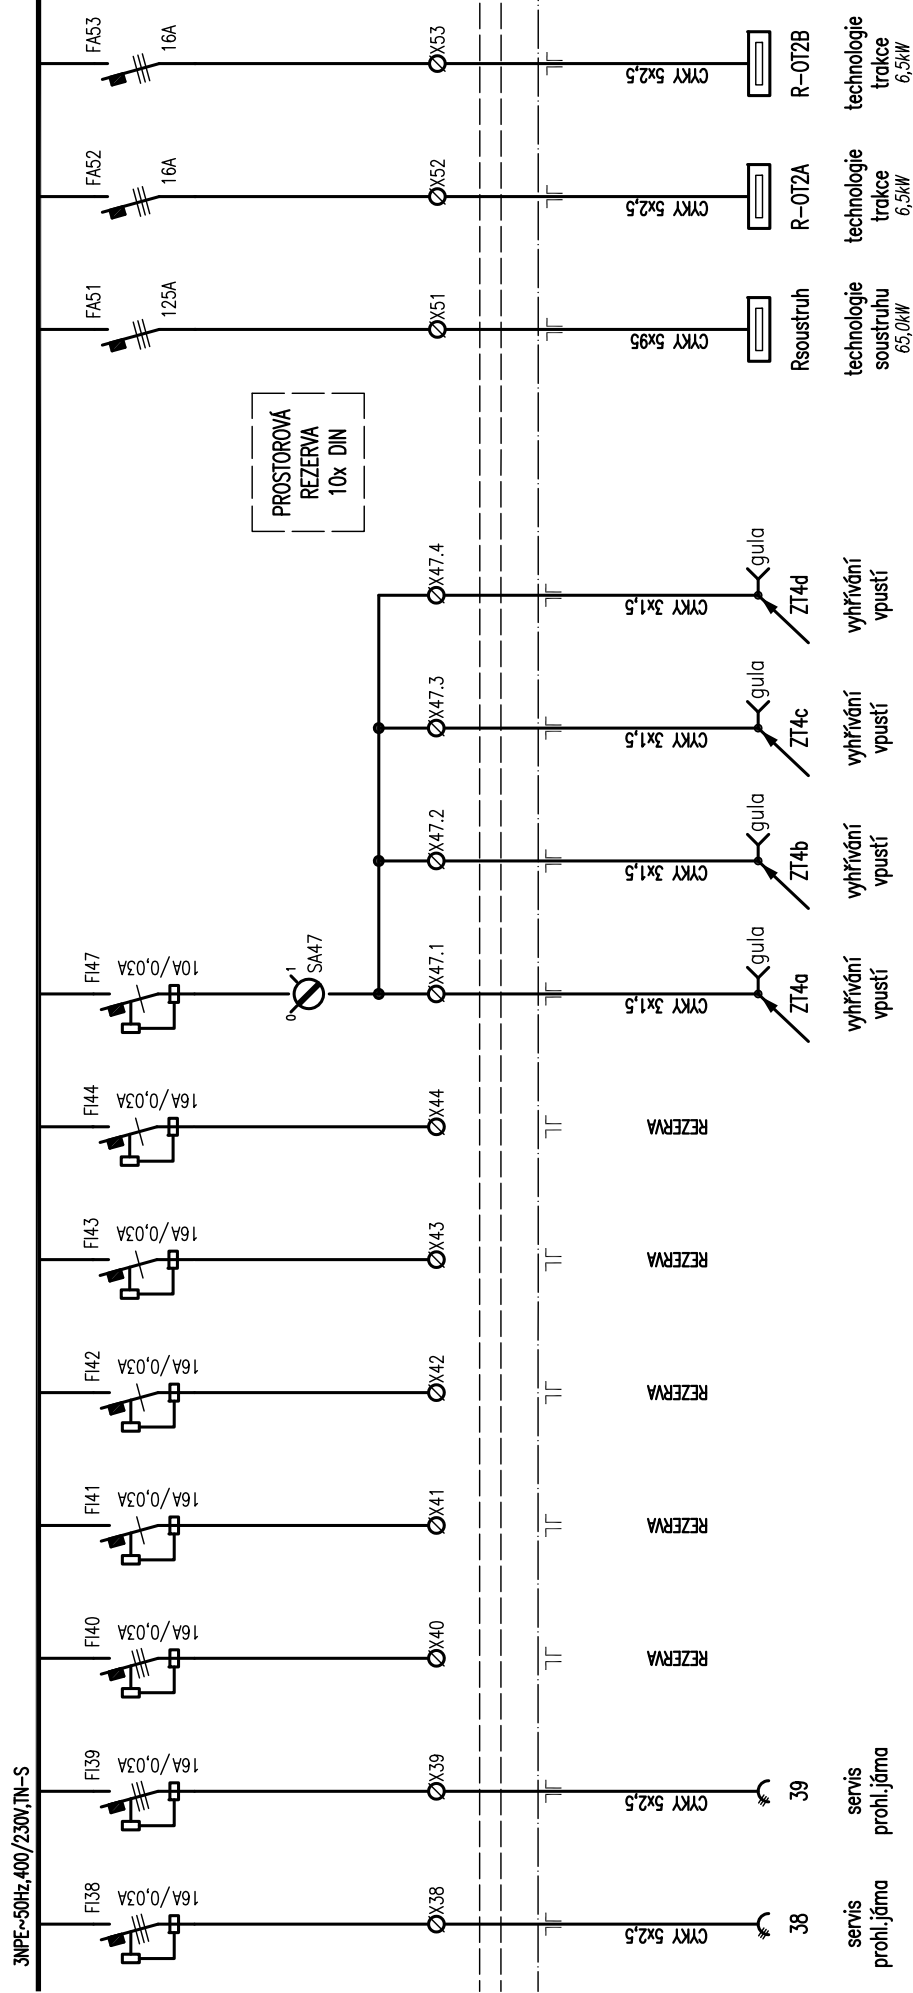 3NPE~50Hz,400/230V,TN-S
FI38
16A/0,03A
X38
CYKY 5x2,5
38
servis
prohl.jáma
FI39
16A/0,03A
X39
CYKY 5x2,5
39
servis
prohl.jáma
FI40
16A/0,03A
X40
REZERVA
FI41
16A/0,03A
X41
REZERVA
FI42
16A/0,03A
X42
REZERVA
FI43
16A/0,03A
X43
REZERVA
FI44
16A/0,03A
X44
REZERVA
FI47
10A/0,03A
0
1
SA47
X47.1
CYKY 3x1,5
gula
ZT4a
vyhřívání
vpustí
X47.2
CYKY 3x1,5
gula
ZT4b
vyhřívání
vpustí
X47.3
CYKY 3x1,5
gula
ZT4c
vyhřívání
vpustí
X47.4
CYKY 3x1,5
gula
ZT4d
vyhřívání
vpustí
PROSTOROVÁ
REZERVA
10x DIN
FA51
125A
X51
CYKY 5x95
Rsoustruh
technologie
soustruhu
65,0kW
FA52
16A
X52
CYKY 5x2,5
R-OT2A
technologie
trakce
6,5kW
FA53
16A
X53
CYKY 5x2,5
R-OT2B
technologie
trakce
6,5kW